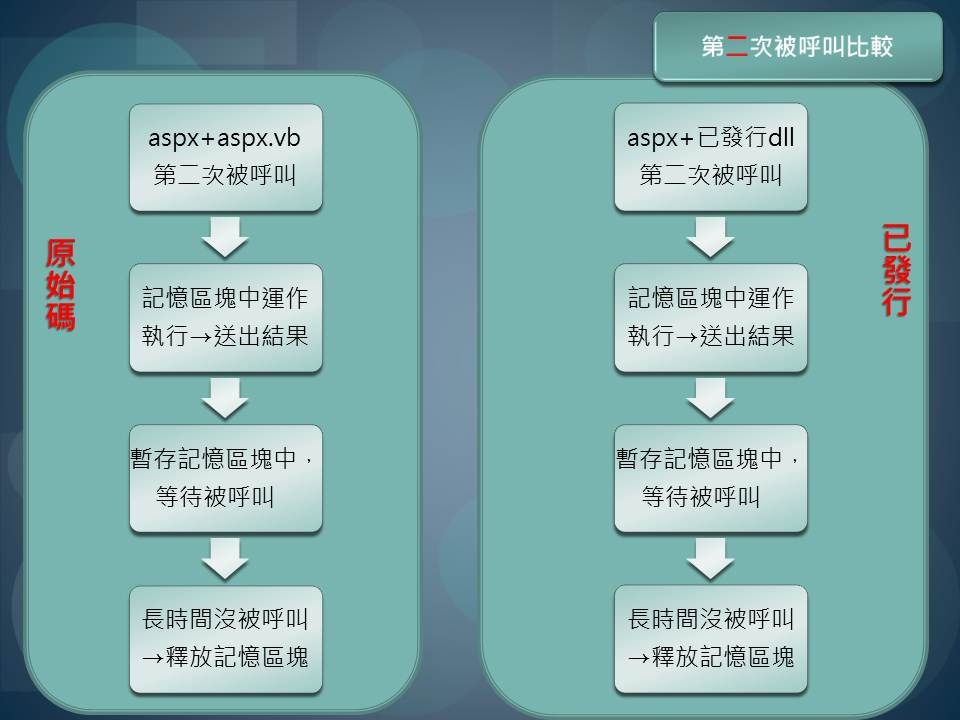 第二次被呼叫比較
原始碼
aspx+aspx.vb
第二次被呼叫
記憶區塊中運作
執行→送出結果
暫存記憶區塊中，
等待被呼叫
長時間沒被呼叫
→釋放記憶區塊
已發行
aspx+已發行dll
第二次被呼叫
記憶區塊中運作
執行→送出結果
暫存記憶區塊中，
等待被呼叫
長時間沒被呼叫
→釋放記憶區塊